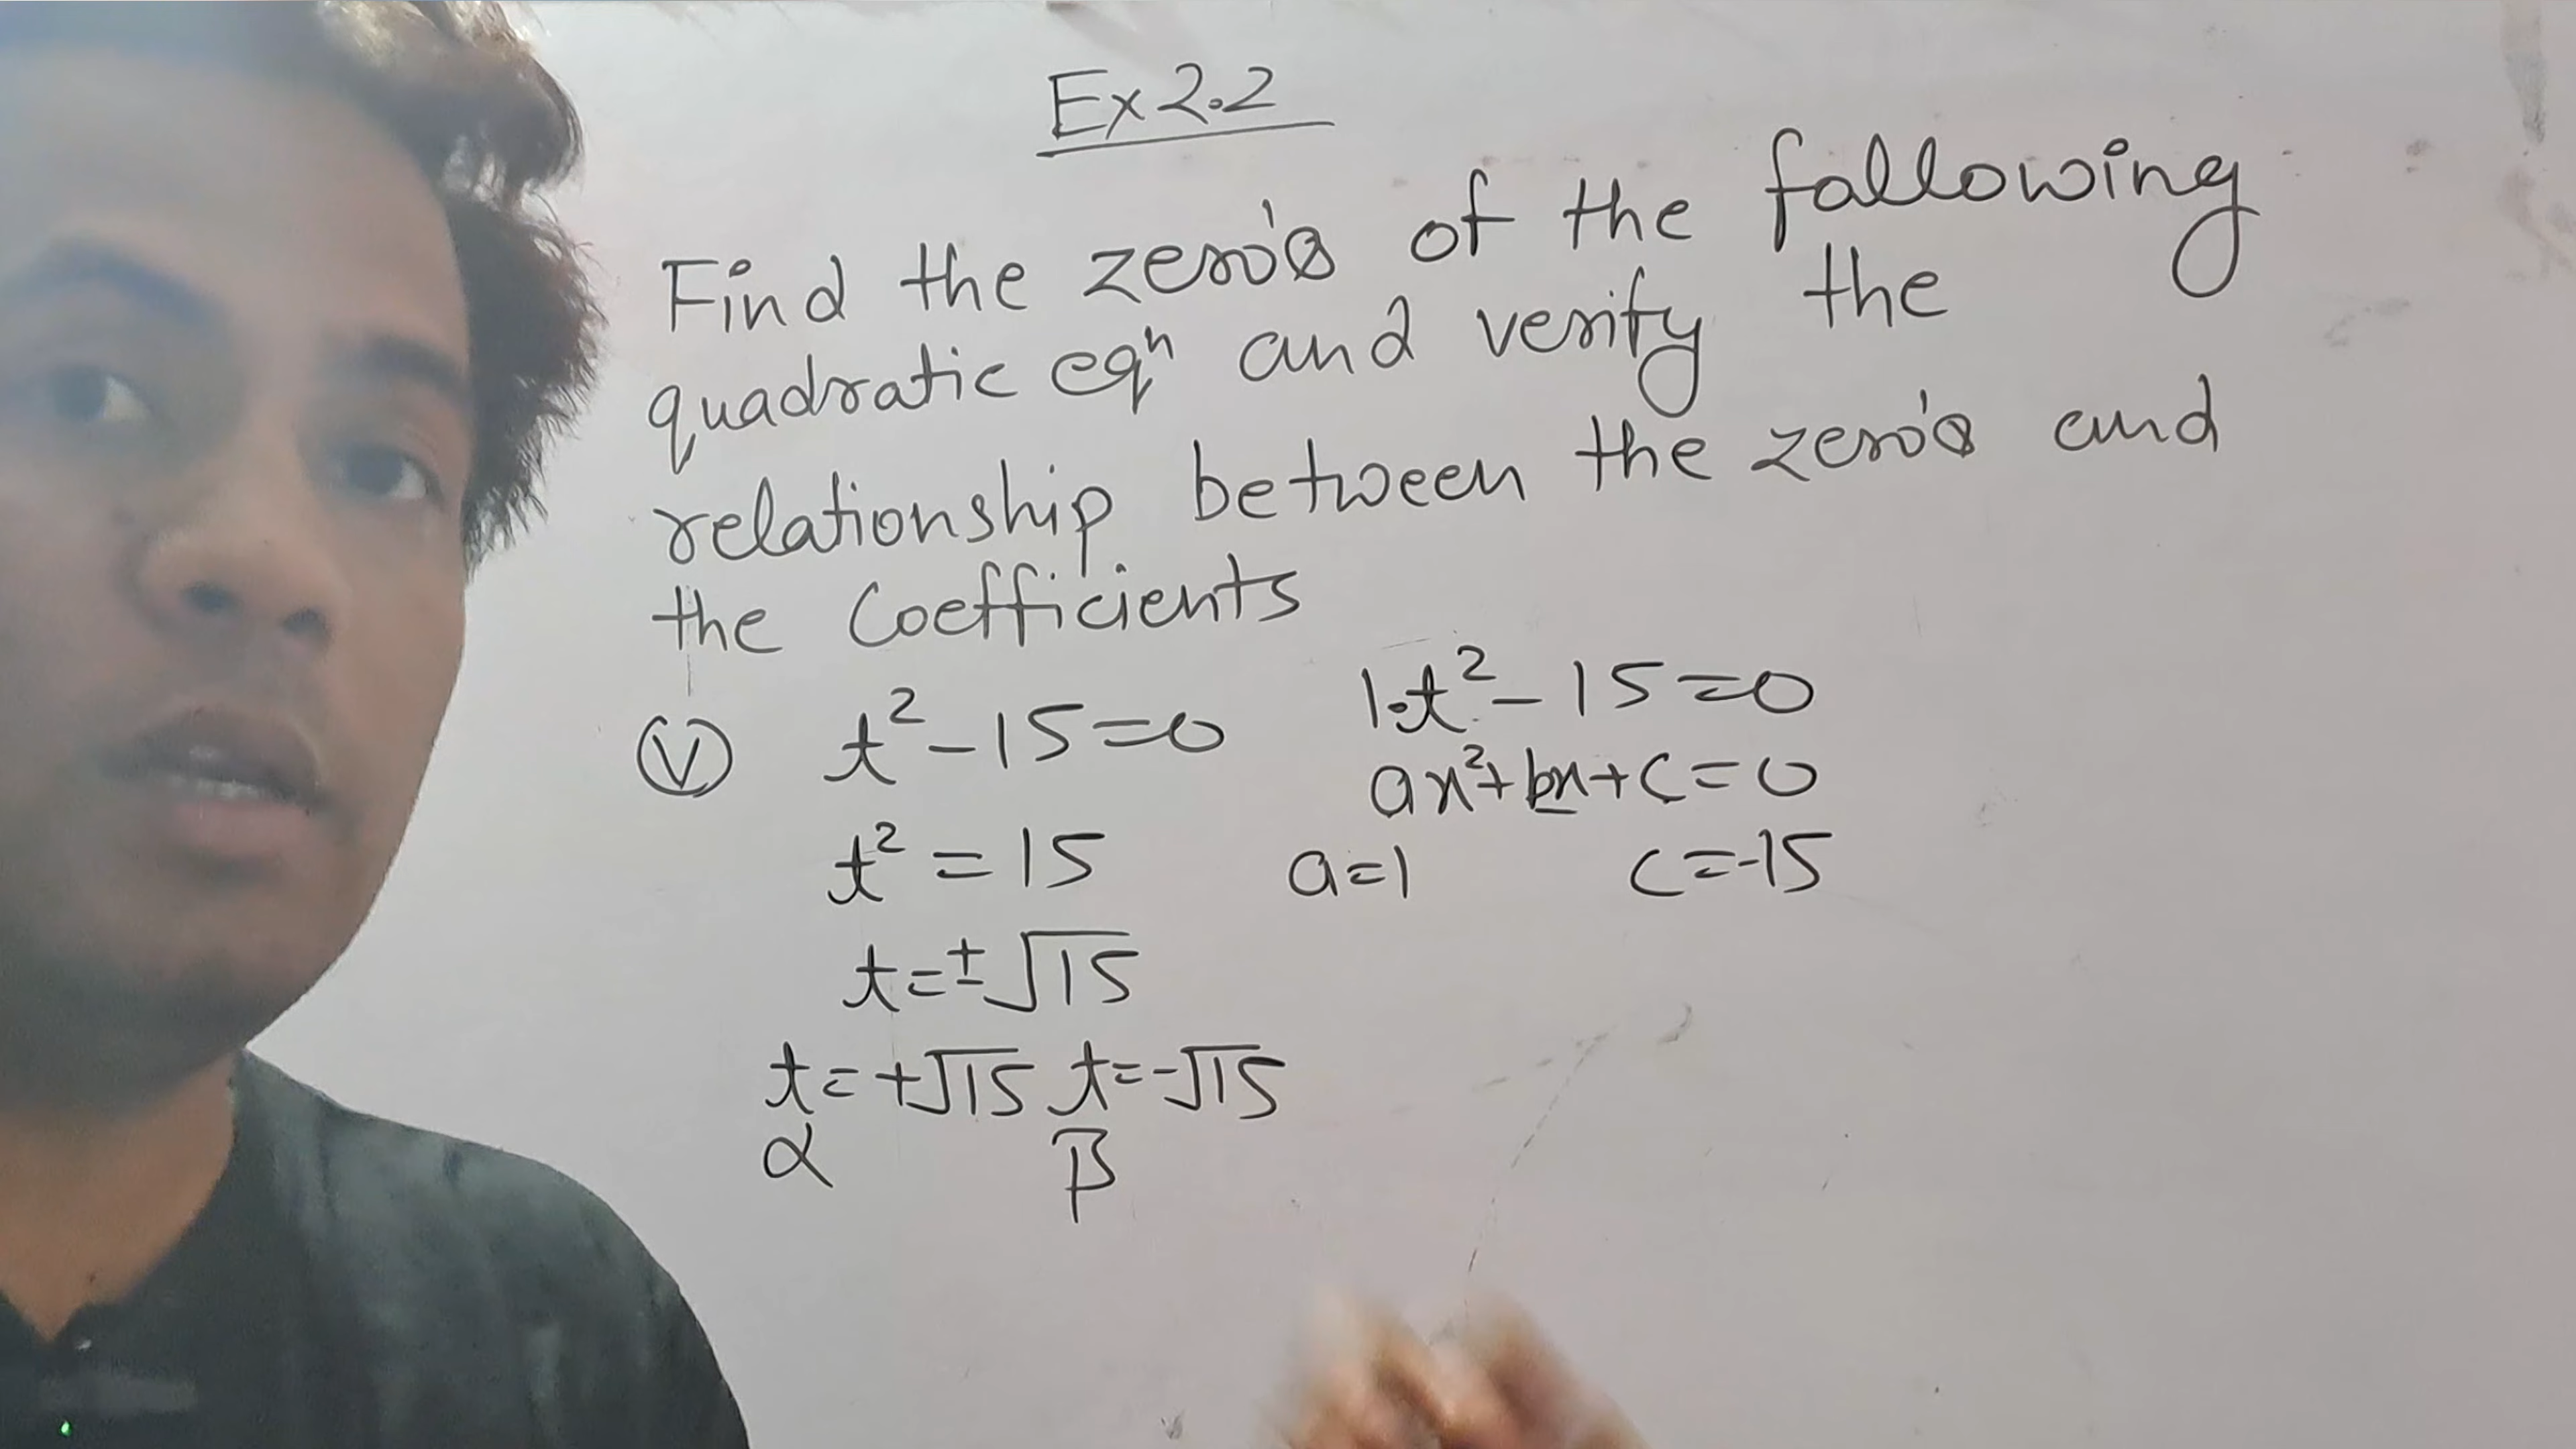 Ex 2.2
Find the zero's of the fallowing
quadratic eqⁿ and verify the
relationship between the zero's and
the Coefficients
Ⓥ t² - 15 = 0
1.t² - 15 = 0
ax² + bx + c = 0
t² = 15
a = 1 c = -15
t = ± √15
t = +√15 t = -√15
α β